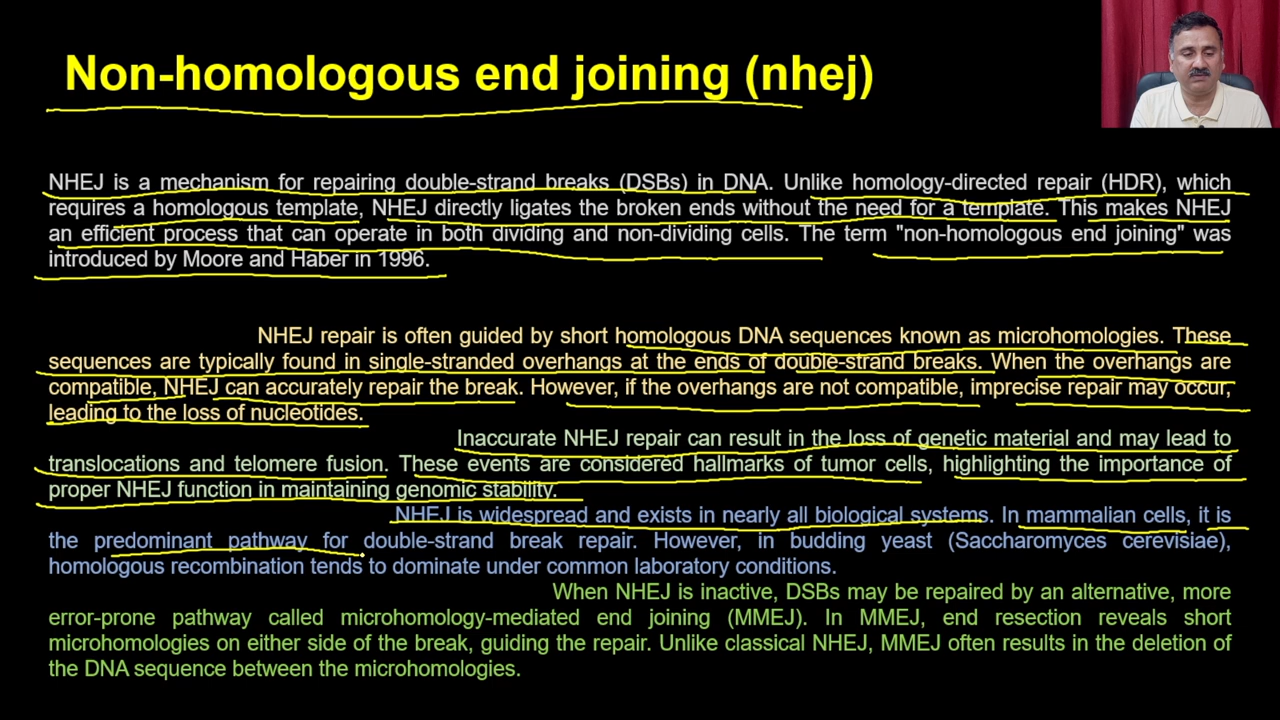 Non-homologous end joining (nhej)
NHEJ is a mechanism for repairing double-strand breaks (DSBs) in DNA. Unlike homology-directed repair (HDR), which
requires a homologous template, NHEJ directly ligates the broken ends without the need for a template. This makes NHEJ
an efficient process that can operate in both dividing and non-dividing cells. The term "non-homologous end joining" was
introduced by Moore and Haber in 1996.
NHEJ repair is often guided by short homologous DNA sequences known as microhomologies. These
sequences are typically found in single-stranded overhangs at the ends of double-strand breaks. When the overhangs are
compatible, NHEJ can accurately repair the break. However, if the overhangs are not compatible, imprecise repair may occur,
leading to the loss of nucleotides.
Inaccurate NHEJ repair can result in the loss of genetic material and may lead to
translocations and telomere fusion. These events are considered hallmarks of tumor cells, highlighting the importance of
proper NHEJ function in maintaining genomic stability.
NHEJ is widespread and exists in nearly all biological systems. In mammalian cells, it is
the predominant pathway for double-strand break repair. However, in budding yeast (Saccharomyces cerevisiae),
homologous recombination tends to dominate under common laboratory conditions.
When NHEJ is inactive, DSBs may be repaired by an alternative, more
error-prone pathway called microhomology-mediated end joining (MMEJ). In MMEJ, end resection reveals short
microhomologies on either side of the break, guiding the repair. Unlike classical NHEJ, MMEJ often results in the deletion of
the DNA sequence between the microhomologies.